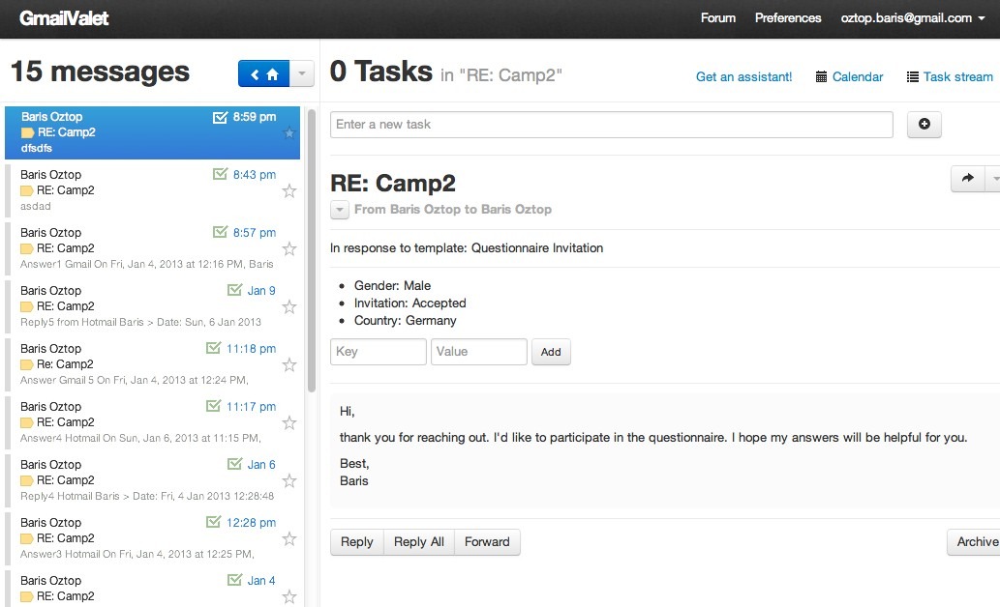 GmailValet
Forum Preferences oztop.baris@gmail.com
15 messages
Baris Oztop 8:59 pm
RE: Camp2
dfsdfs
Baris Oztop 8:43 pm
RE: Camp2
asdad
Baris Oztop 8:57 pm
RE: Camp2
Answer1 Gmail On Fri, Jan 4, 2013 at 12:16 PM, Baris
Baris Oztop Jan 9
RE: Camp2
Reply5 from Hotmail Baris > Date: Sun, 6 Jan 2013
Baris Oztop 11:18 pm
Re: Camp2
Answer Gmail 5 On Fri, Jan 4, 2013 at 12:24 PM,
Baris Oztop 11:17 pm
RE: Camp2
Answer4 Hotmail On Sun, Jan 6, 2013 at 11:15 PM,
Baris Oztop Jan 6
RE: Camp2
Reply4 Hotmail Baris > Date: Fri, 4 Jan 2013 12:28:48
Baris Oztop 12:28 pm
RE: Camp2
Answer3 Hotmail On Fri, Jan 4, 2013 at 12:25 PM,
Baris Oztop Jan 4
RE: Camp2
0 Tasks in "RE: Camp2"
Get an assistant! Calendar Task stream
Enter a new task
RE: Camp2
From Baris Oztop to Baris Oztop
In response to template: Questionnaire Invitation
• Gender: Male
• Invitation: Accepted
• Country: Germany
Key Value Add
Hi,
thank you for reaching out. I'd like to participate in the questionnaire. I hope my answers will be helpful for you.
Best,
Baris
Reply Reply All Forward Archive